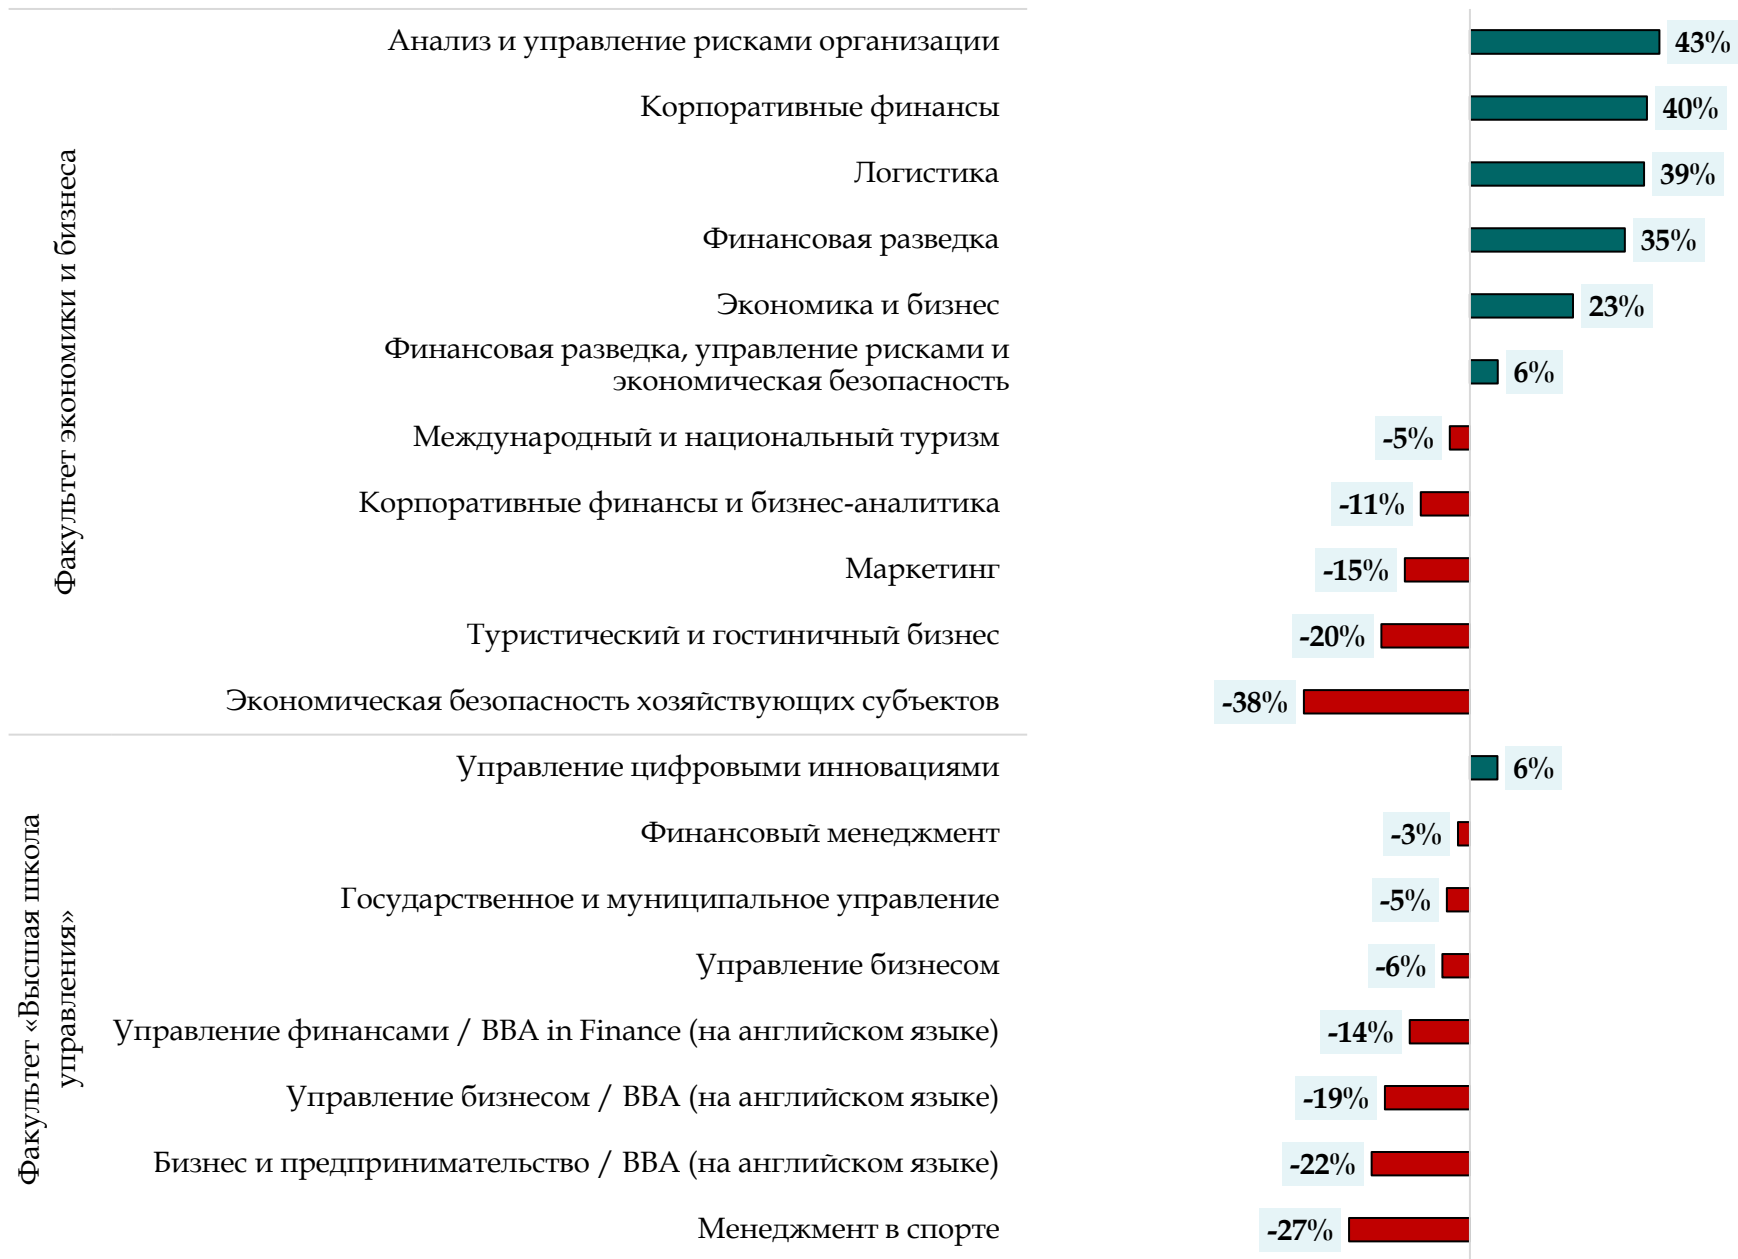 Факультет экономики и бизнеса
Анализ и управление рисками организации
43%
Корпоративные финансы
40%
Логистика
39%
Финансовая разведка
35%
Экономика и бизнес
23%
Финансовая разведка, управление рисками и
экономическая безопасность
6%
Международный и национальный туризм
-5%
Корпоративные финансы и бизнес-аналитика
-11%
Маркетинг
-15%
Туристический и гостиничный бизнес
-20%
Экономическая безопасность хозяйствующих субъектов
-38%
Факультет «Высшая школа
управления»
Управление цифровыми инновациями
6%
Финансовый менеджмент
-3%
Государственное и муниципальное управление
-5%
Управление бизнесом
-6%
Управление финансами / BBA in Finance (на английском языке)
-14%
Управление бизнесом / BBA (на английском языке)
-19%
Бизнес и предпринимательство / BBA (на английском языке)
-22%
Менеджмент в спорте
-27%